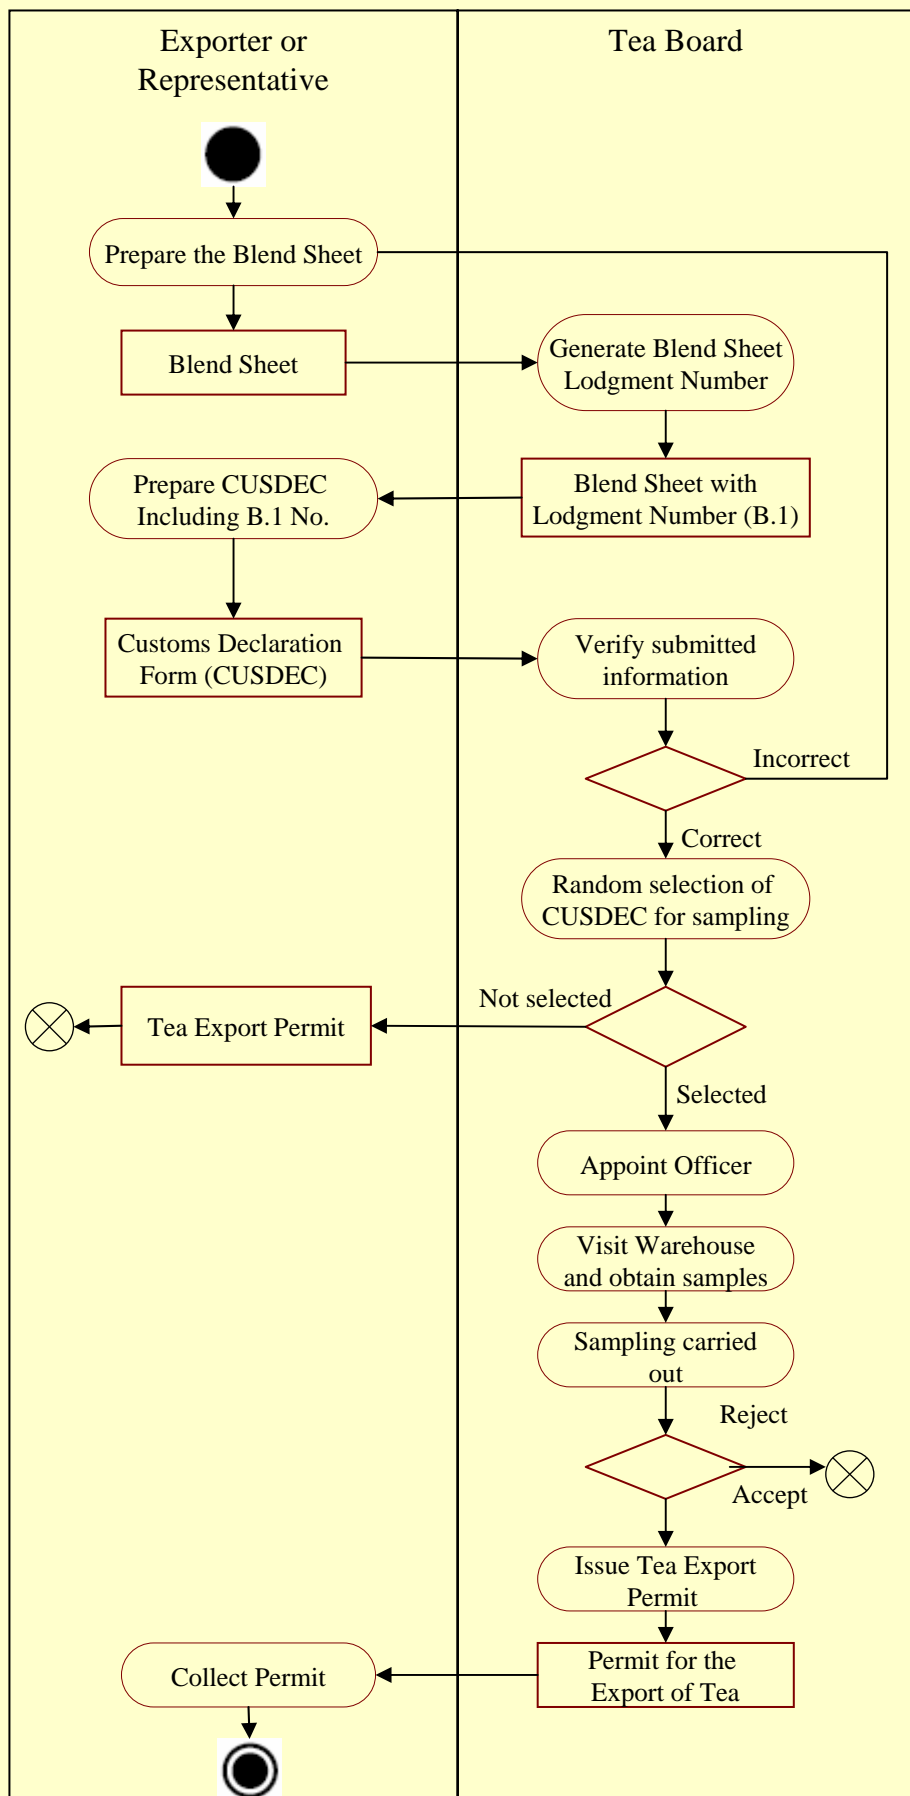 Exporter or
Representative
Tea Board
Prepare the Blend Sheet
Blend Sheet
Generate Blend Sheet
Lodgment Number
Prepare CUSDEC
Including B.1 No.
Blend Sheet with
Lodgment Number (B.1)
Customs Declaration
Form (CUSDEC)
Verify submitted
information
Incorrect
Correct
Random selection of
CUSDEC for sampling
Not selected
Tea Export Permit
Selected
Appoint Officer
Visit Warehouse
and obtain samples
Sampling carried
out
Reject
Accept
Issue Tea Export
Permit
Collect Permit
Permit for the
Export of Tea